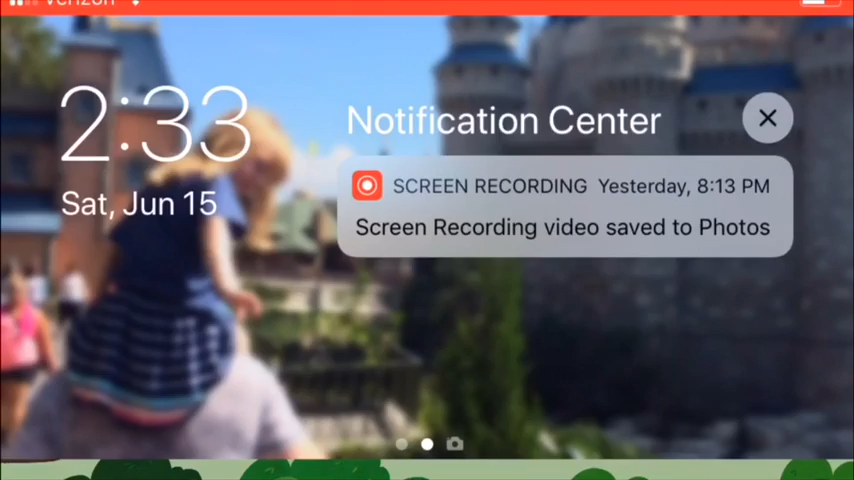 verizon
2:33
Sat, Jun 15
Notification Center
SCREEN RECORDING Yesterday, 8:13 PM
Screen Recording video saved to Photos